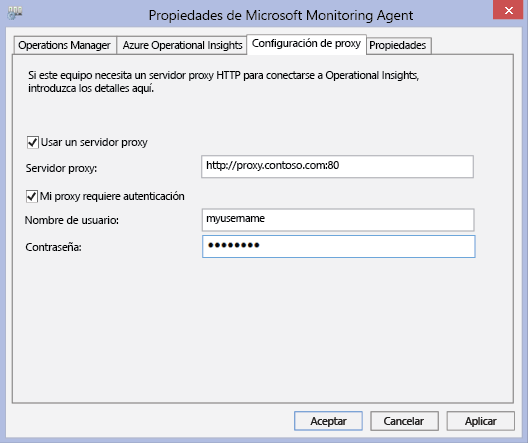 Propiedades de Microsoft Monitoring Agent
Operations Manager Azure Operational Insights Configuración de proxy Propiedades
Si este equipo necesita un servidor proxy HTTP para conectarse a Operational Insights,
introduzca los detalles aquí.
Usar un servidor proxy
Servidor proxy: http://proxy.contoso.com:80
Mi proxy requiere autenticación
Nombre de usuario: myusername
Contraseña: ●●●●●●●●
Aceptar Cancelar Aplicar